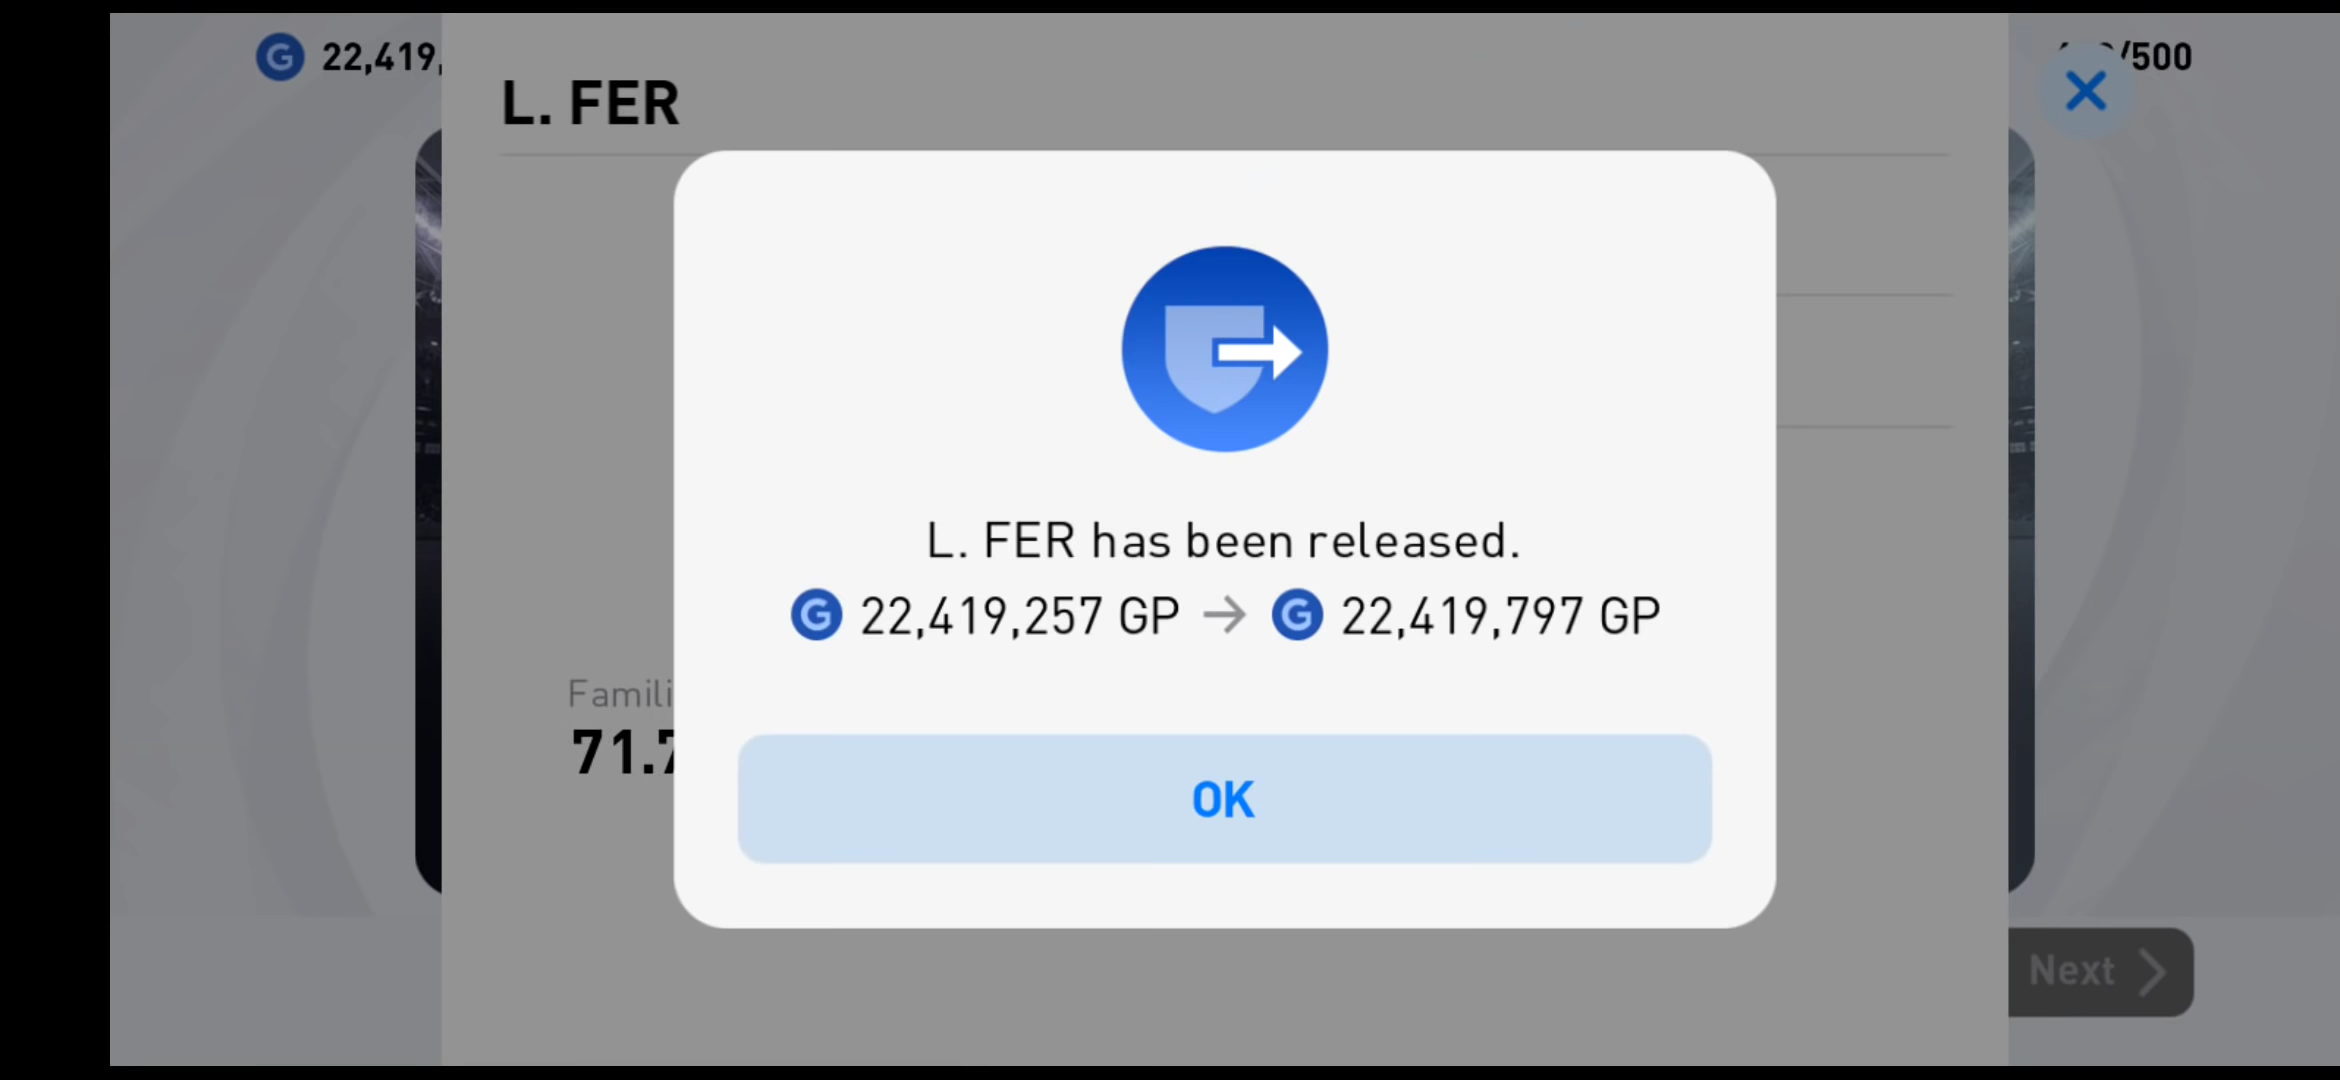 22,419,
/500
L. FER
L. FER has been released.
22,419,257 GP → 22,419,797 GP
Famili
71.7
OK
Next